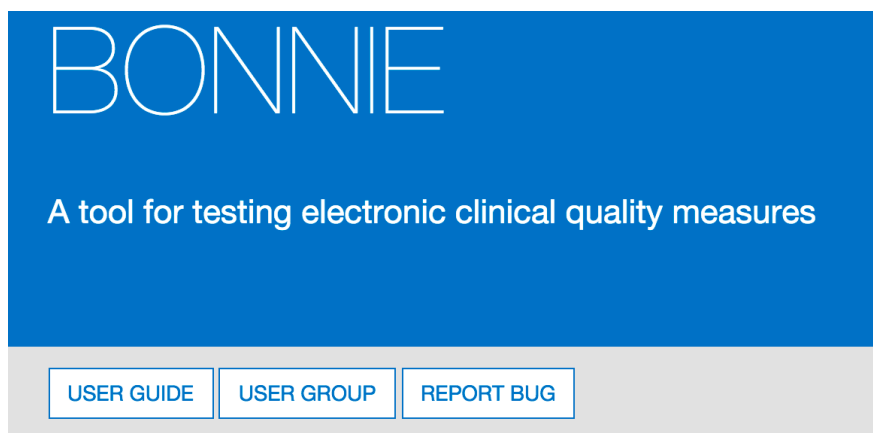 BONNIE
A tool for testing electronic clinical quality measures
USER GUIDE USER GROUP REPORT BUG